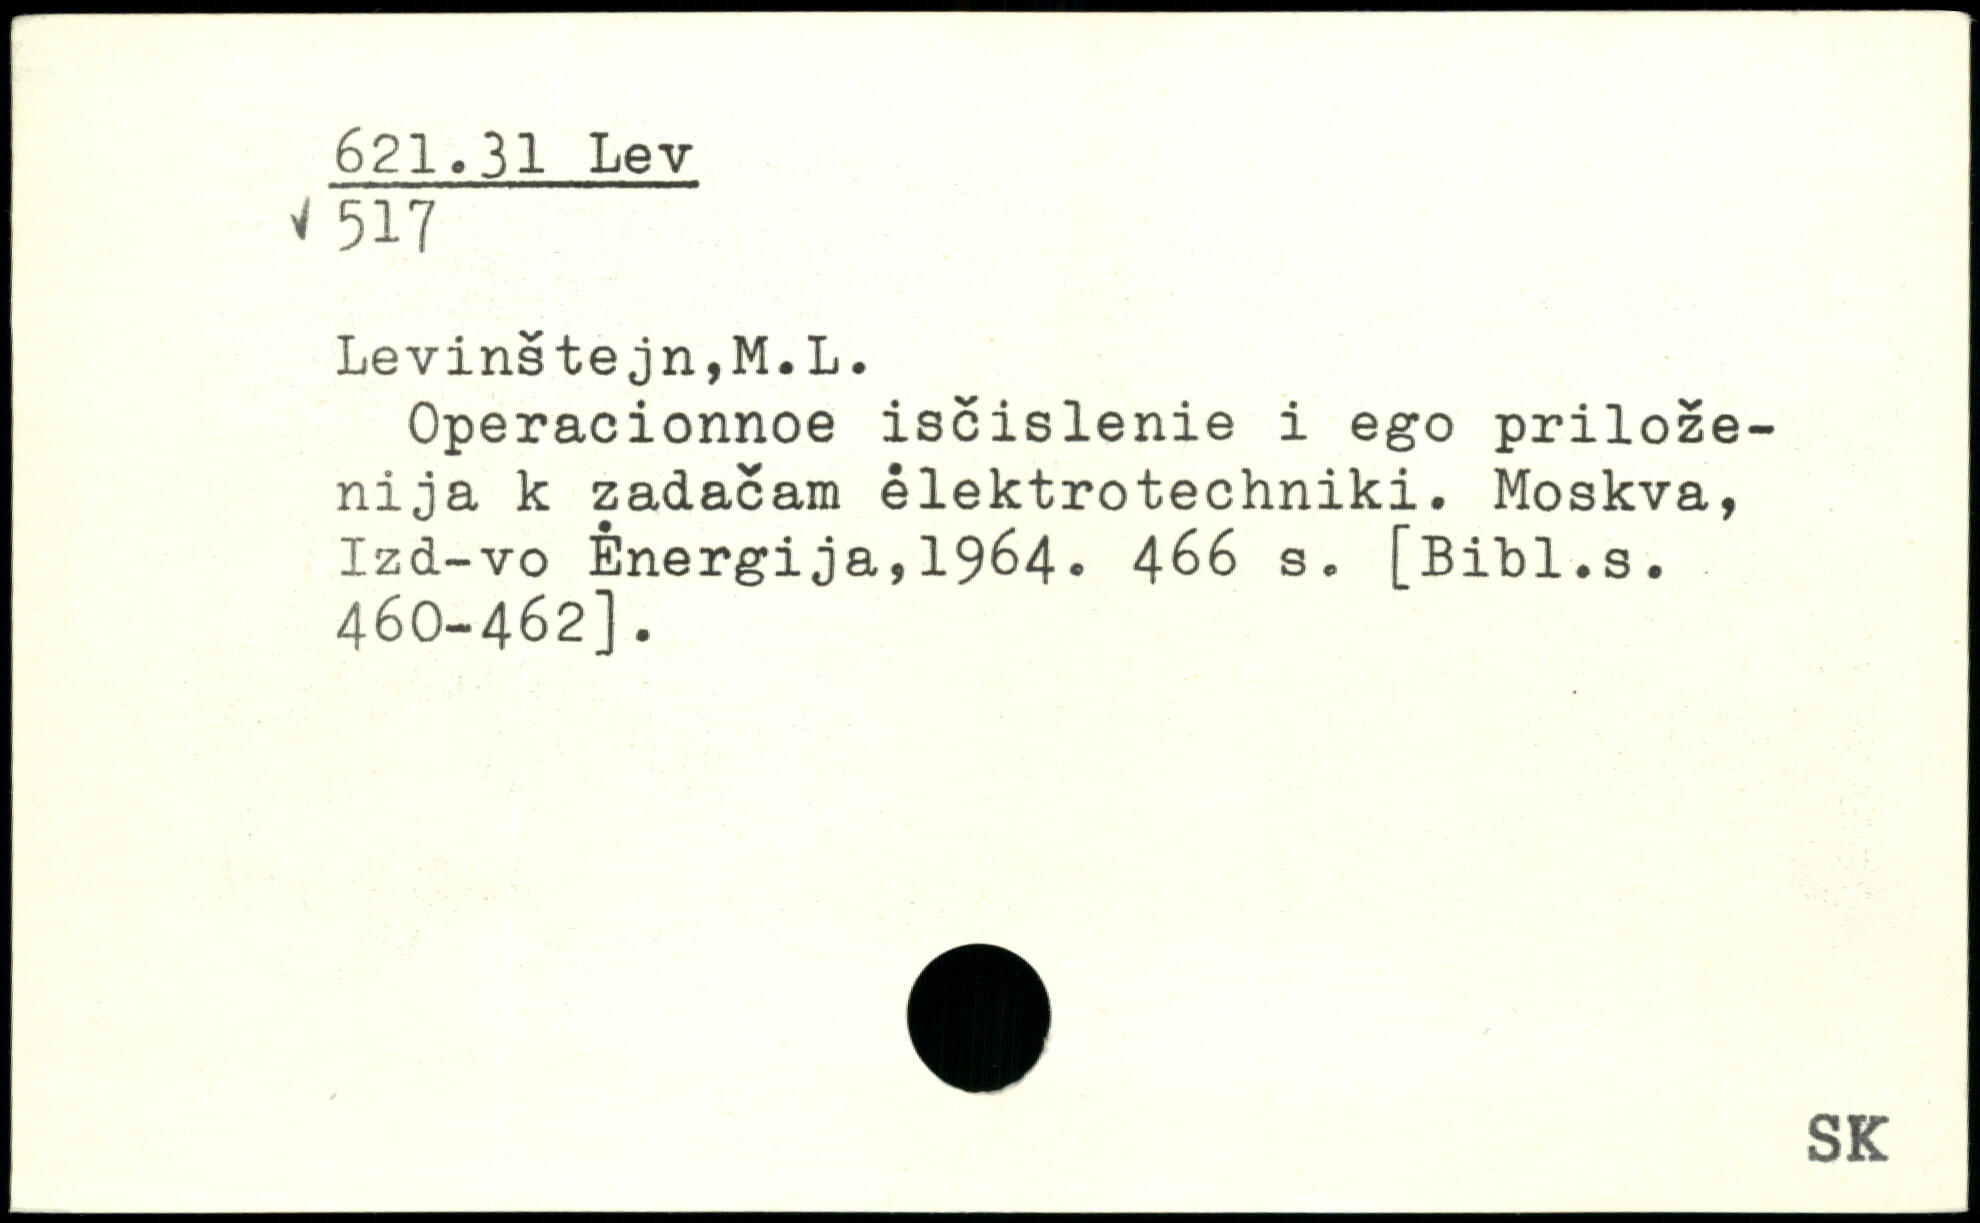 621.31 Lev
√ 517
Levinštejn,M.L.
Operacionnoe isčislenie i ego prilože-
nija k zadačam ėlektrotechniki. Moskva,
Izd-vo Ėnergija,1964. 466 s. [Bibl.s.
460-462].
SK